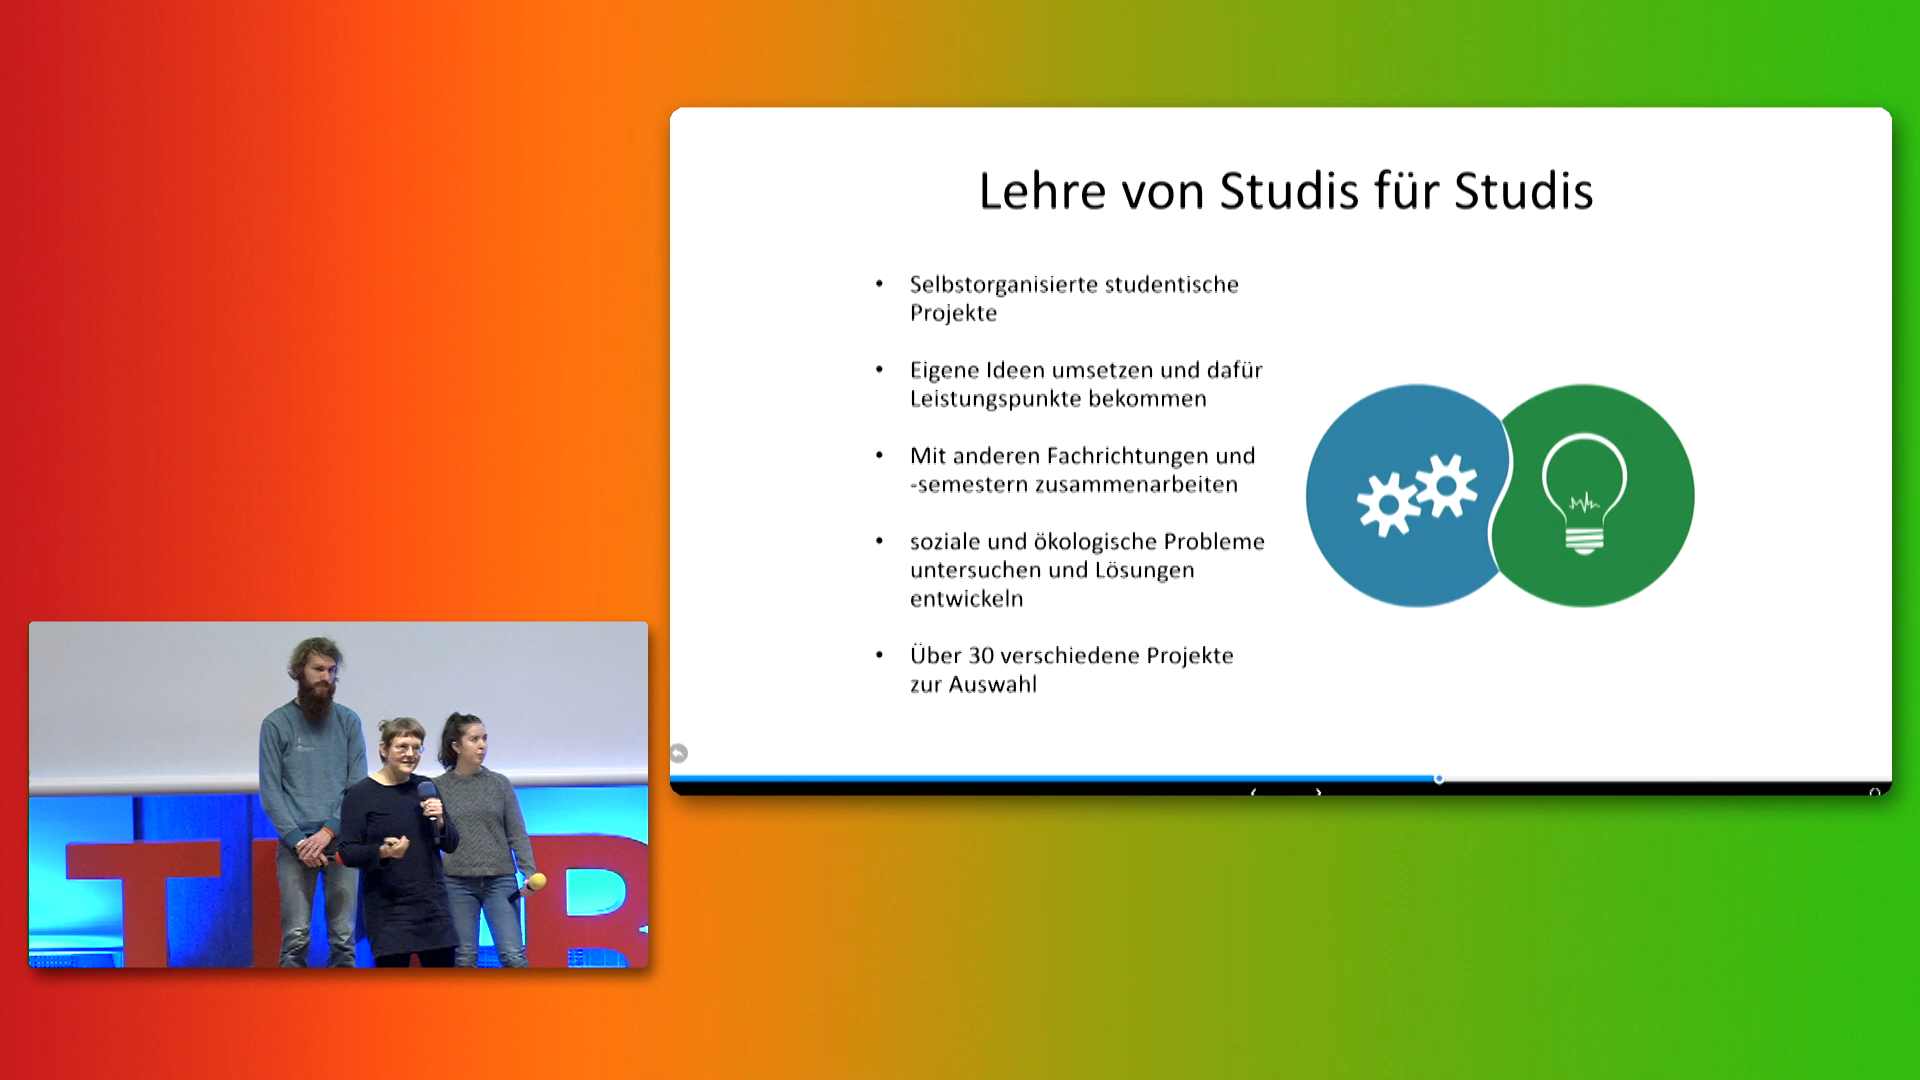 Lehre von Studis für Studis
• Selbstorganisierte studentische
Projekte
• Eigene Ideen umsetzen und dafür
Leistungspunkte bekommen
• Mit anderen Fachrichtungen und
-semestern zusammenarbeiten
• soziale und ökologische Probleme
untersuchen und Lösungen
entwickeln
• Über 30 verschiedene Projekte
zur Auswahl
T
B